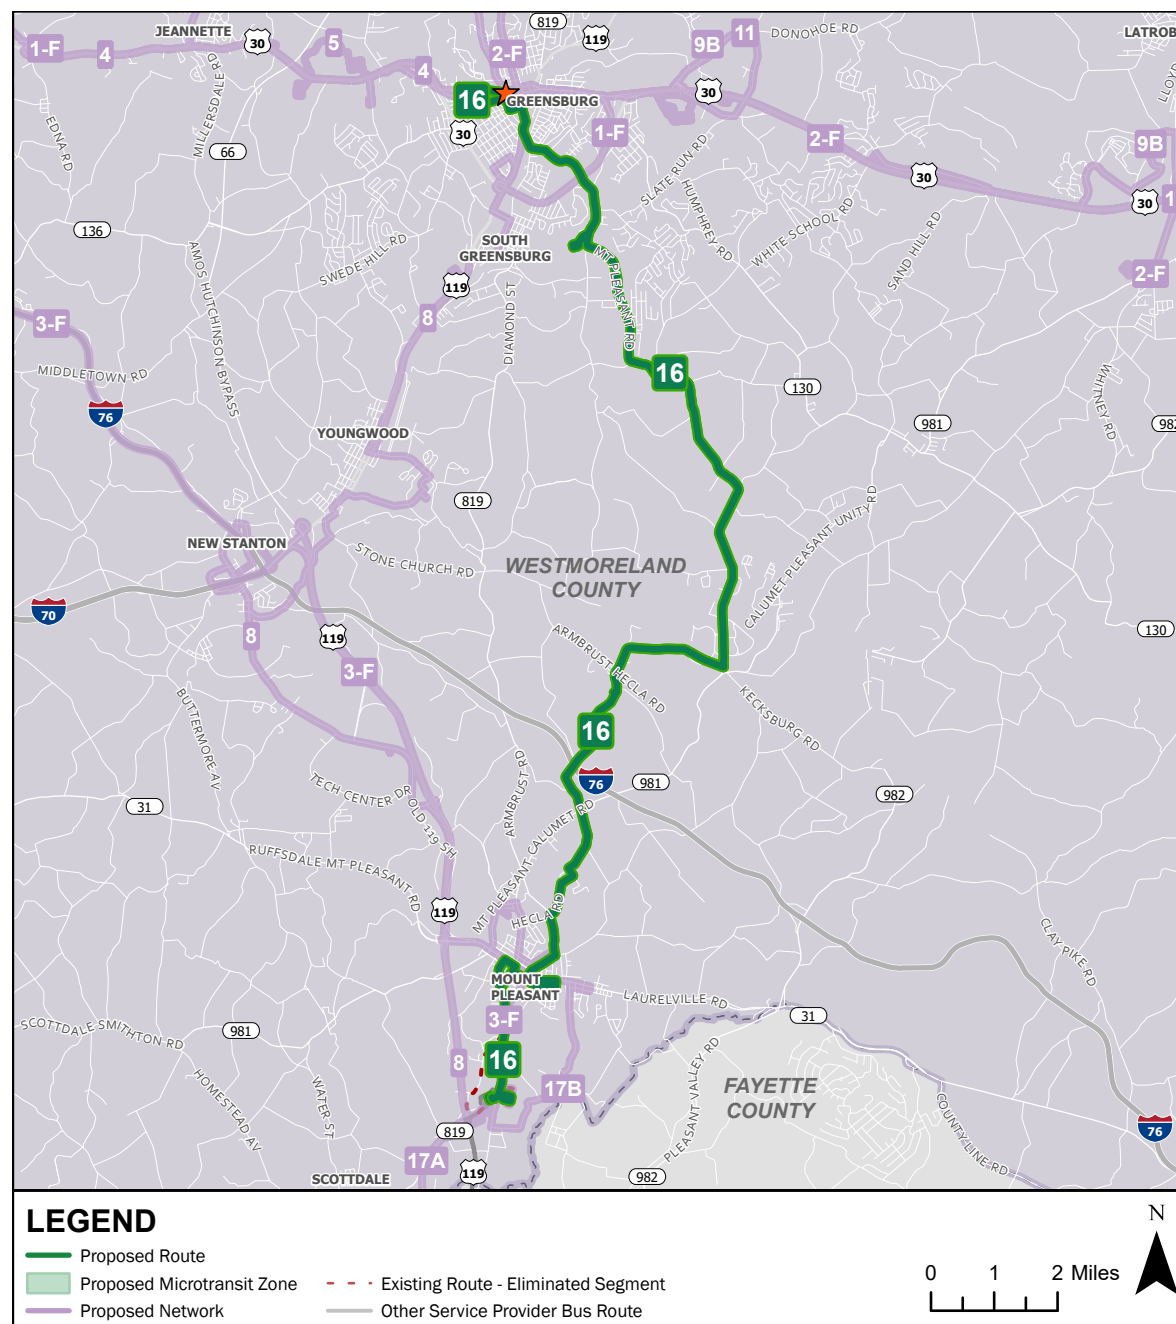 JEANNETTE
819
119
DONOHOE RD
LATROB
1-F
4
30
5
4
2-F
9B
11
LLOYD
MILLERSDALE RD
16
GREENSBURG
30
EDNA RD
66
30
1-F
2-F
9B
SLATE RUN RD
HUMPHREY RD
30
30
1
136
SWEDE HILL RD
SOUTH
GREENSBURG
WHITE SCHOOL RD
SAND HILL RD
AMOS HUTCHINSON BYPASS
119
MT PLEASANT RD
2-F
3-F
8
DIAMOND ST
MIDDLETOWN RD
16
130
WHITNEY RD
76
981
982
YOUNGWOOD
819
CALUMET PLEASANT UNITY RD
NEW STANTON
STONE CHURCH RD
WESTMORELAND
COUNTY
70
8
119
ARMBRUST HECLA RD
130
3-F
KECKSBURG RD
BUTTERMORE AV
16
76
981
982
ARMBRUST RD
TECH CENTER DR
OLD 119 SH
31
MT PLEASANT CALUMET RD
RUFFSDALE MT PLEASANT RD
HECLA RD
119
CLAY PIKE RD
MOUNT
PLEASANT
LAURELVILLE RD
3-F
31
SCOTTDALE SMITHTON RD
981
8
16
PLEASANT VALLEY RD
17B
FAYETTE
COUNTY
HOMESTEAD AV
WATER ST
COUNTY LINE RD
76
819
17A
119
SCOTTDALE
982
LEGEND
Proposed Route
Proposed Microtransit Zone
Proposed Network
Existing Route - Eliminated Segment
Other Service Provider Bus Route
0 1 2 Miles
N